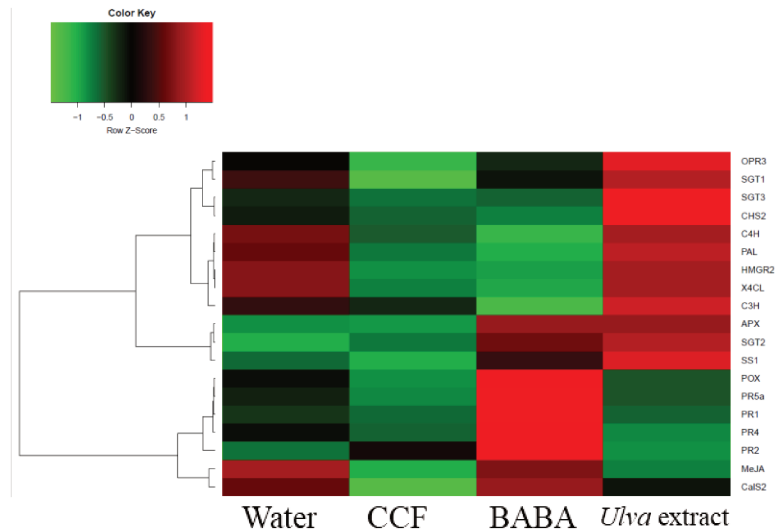 Color Key
−1 −0.5 0 0.5 1
Row Z-Score
OPR3
SGT1
SGT3
CHS2
C4H
PAL
HMGR2
X4CL
C3H
APX
SGT2
SS1
POX
PR5a
PR1
PR4
PR2
MeJA
CalS2
Water CCF BABA Ulva extract